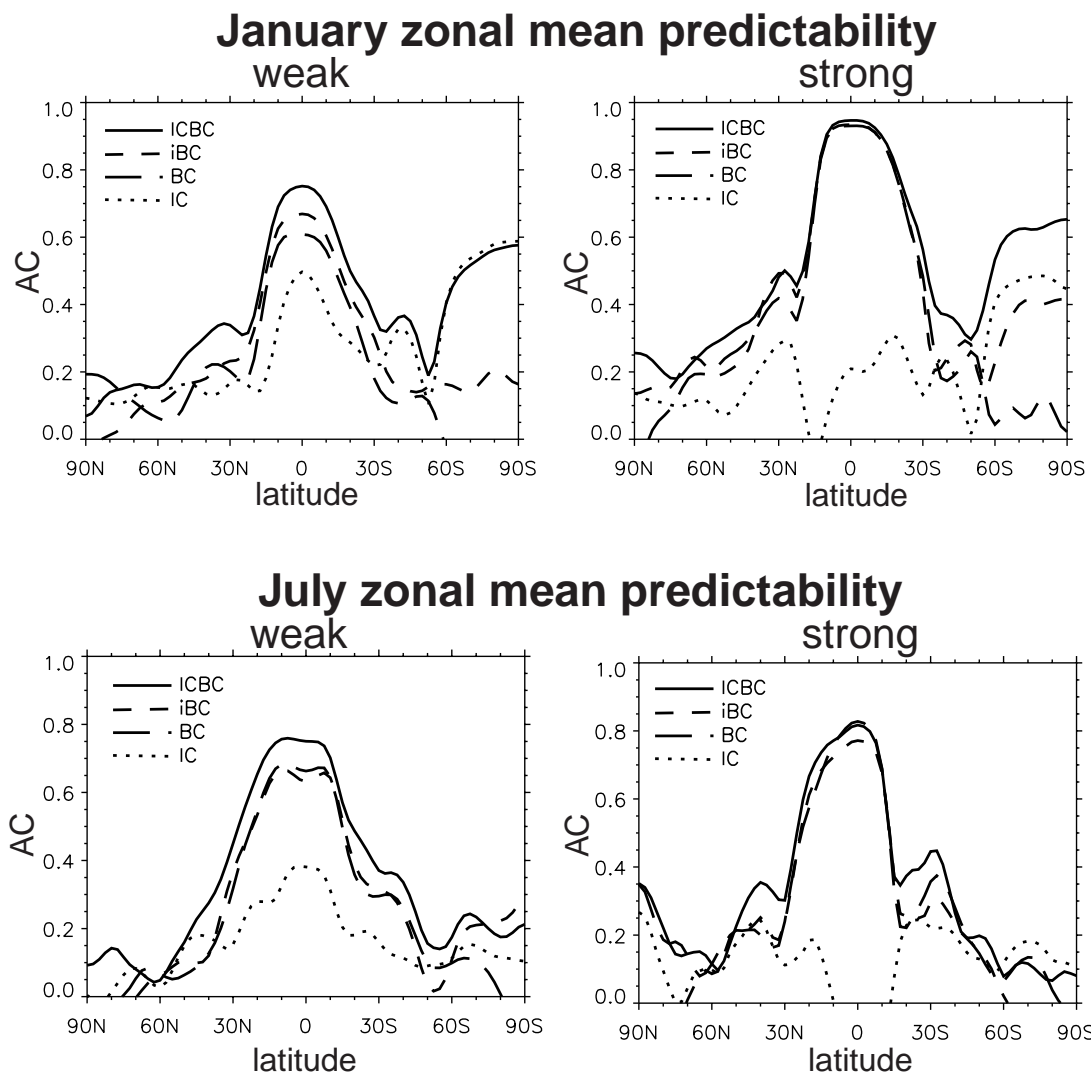 January zonal mean predictability
weak
strong
1.0
0.8
0.6
0.4
0.2
0.0
AC
ICBC
iBC
BC
IC
90N 60N 30N 0 30S 60S 90S
latitude
1.0
0.8
0.6
0.4
0.2
0.0
AC
ICBC
iBC
BC
IC
90N 60N 30N 0 30S 60S 90S
latitude
July zonal mean predictability
weak
strong
1.0
0.8
0.6
0.4
0.2
0.0
AC
ICBC
iBC
BC
IC
90N 60N 30N 0 30S 60S 90S
latitude
1.0
0.8
0.6
0.4
0.2
0.0
AC
ICBC
iBC
BC
IC
90N 60N 30N 0 30S 60S 90S
latitude